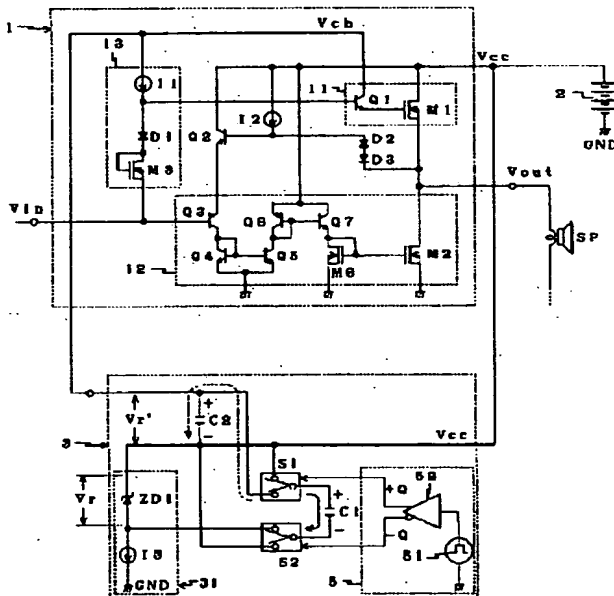 1
13
Vcb
Vcc
I1
11
Q1
M1
2
D1
Q2
I2
D2
D3
GND
M3
Vout
Vin
Q3
Q6
Q7
SP
Q4
Q5
M6
M2
12
+
Vr'
C2
-
Vcc
3
S1
+Q
52
Vr
ZD1
+
C1
-
-Q
S2
51
I3
GND
31
5